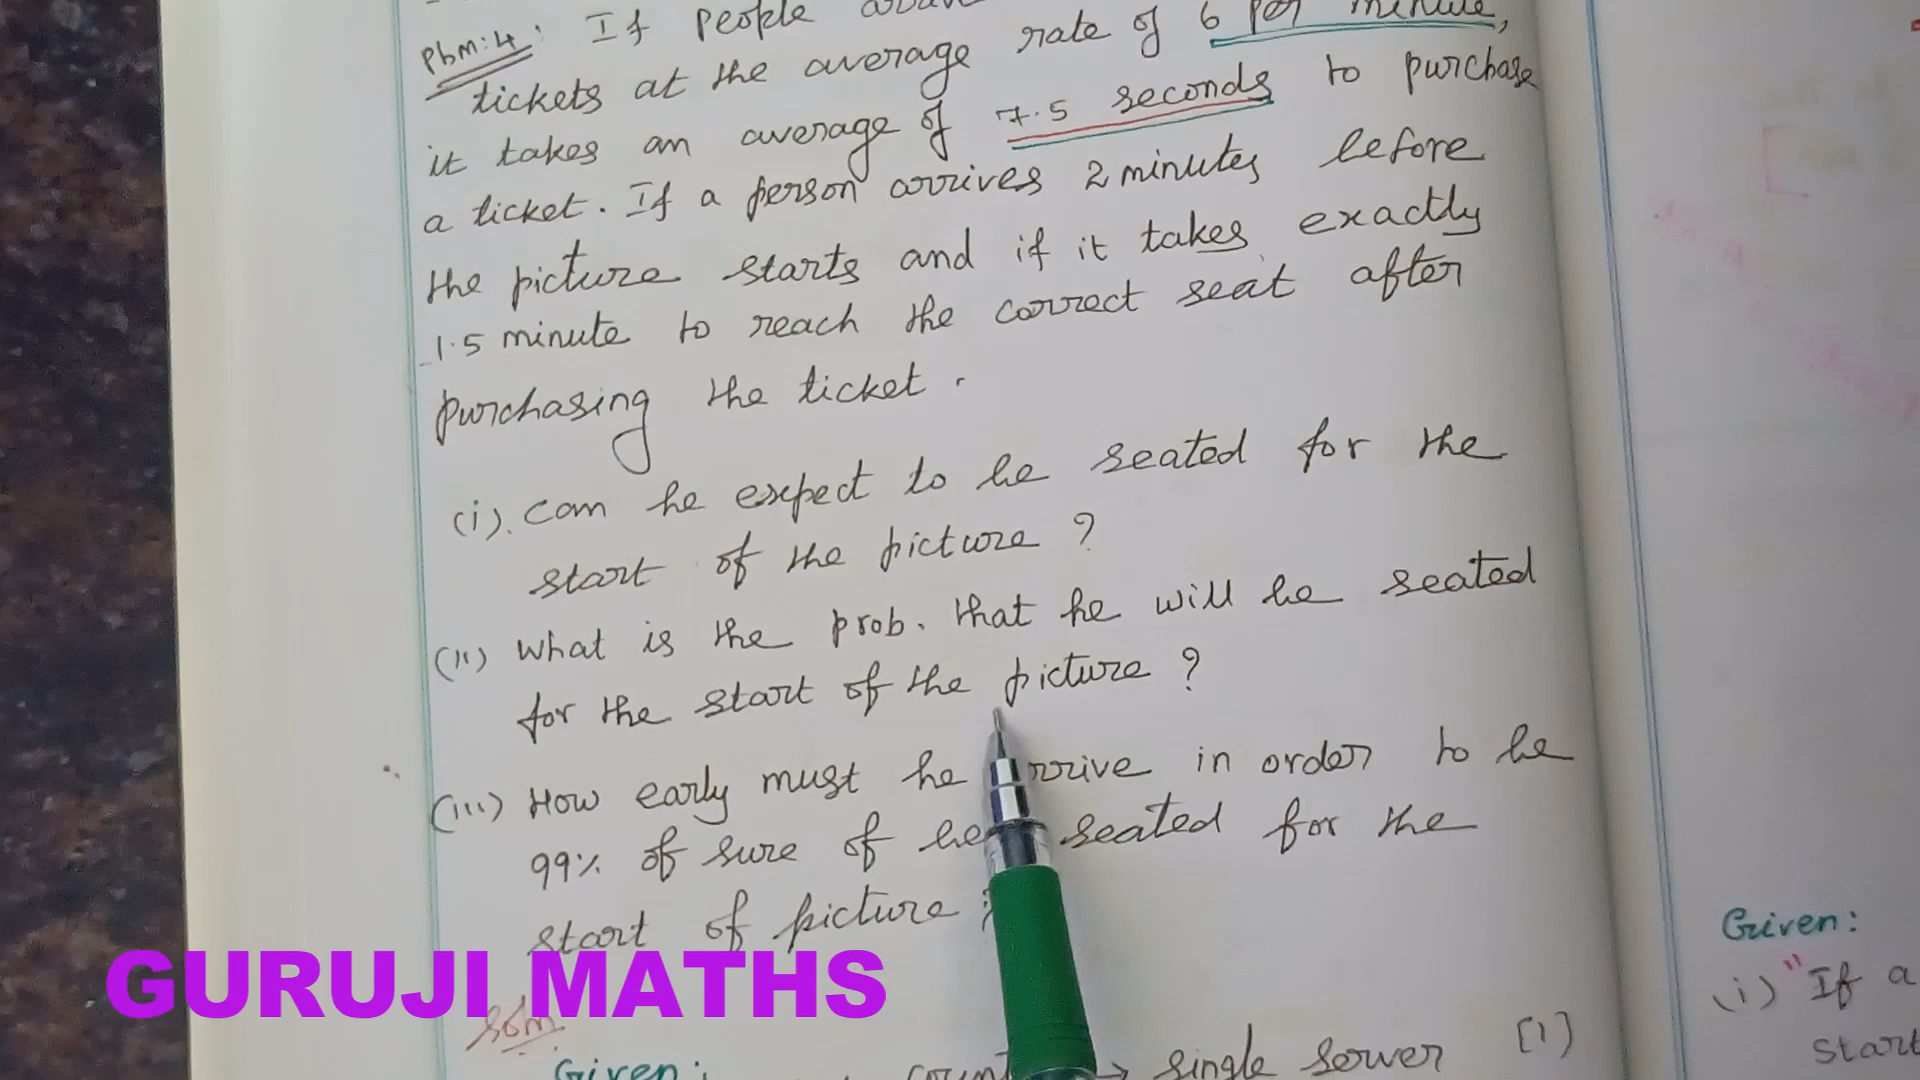 Pbm:4: If people
tickets at the average rate of 6 per minute,
it takes an average of 7.5 seconds to purchase
a ticket. If a person arrives 2 minutes before
the picture starts and if it takes exactly
1.5 minute to reach the correct seat after
purchasing the ticket.
(i). Can he expect to be seated for the
start of the picture ?
(ii) What is the prob. that he will be seated
for the start of the picture ?
(iii) How early must he arrive in order to be
99% of sure of be seated for the
start of picture ?
GURUJI MATHS
Soln
Given: → single server [1]
Given:
(i) "If a
start